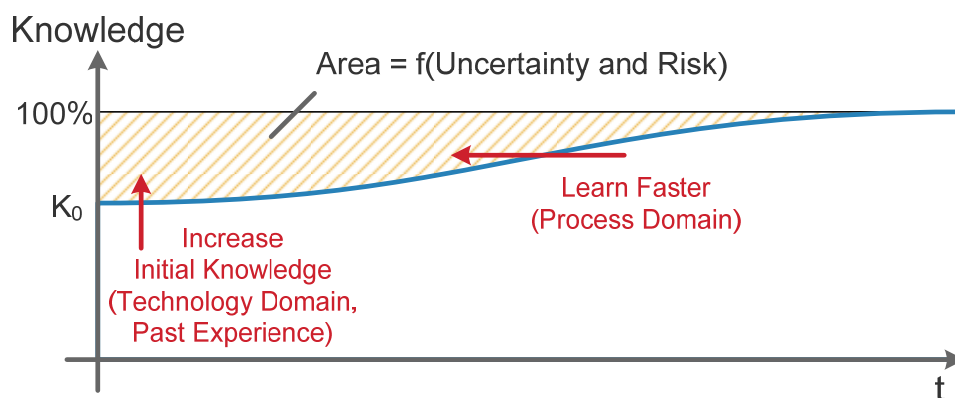 Knowledge
Area = f(Uncertainty and Risk)
100%
K₀
Learn Faster
(Process Domain)
Increase
Initial Knowledge
(Technology Domain,
Past Experience)
t